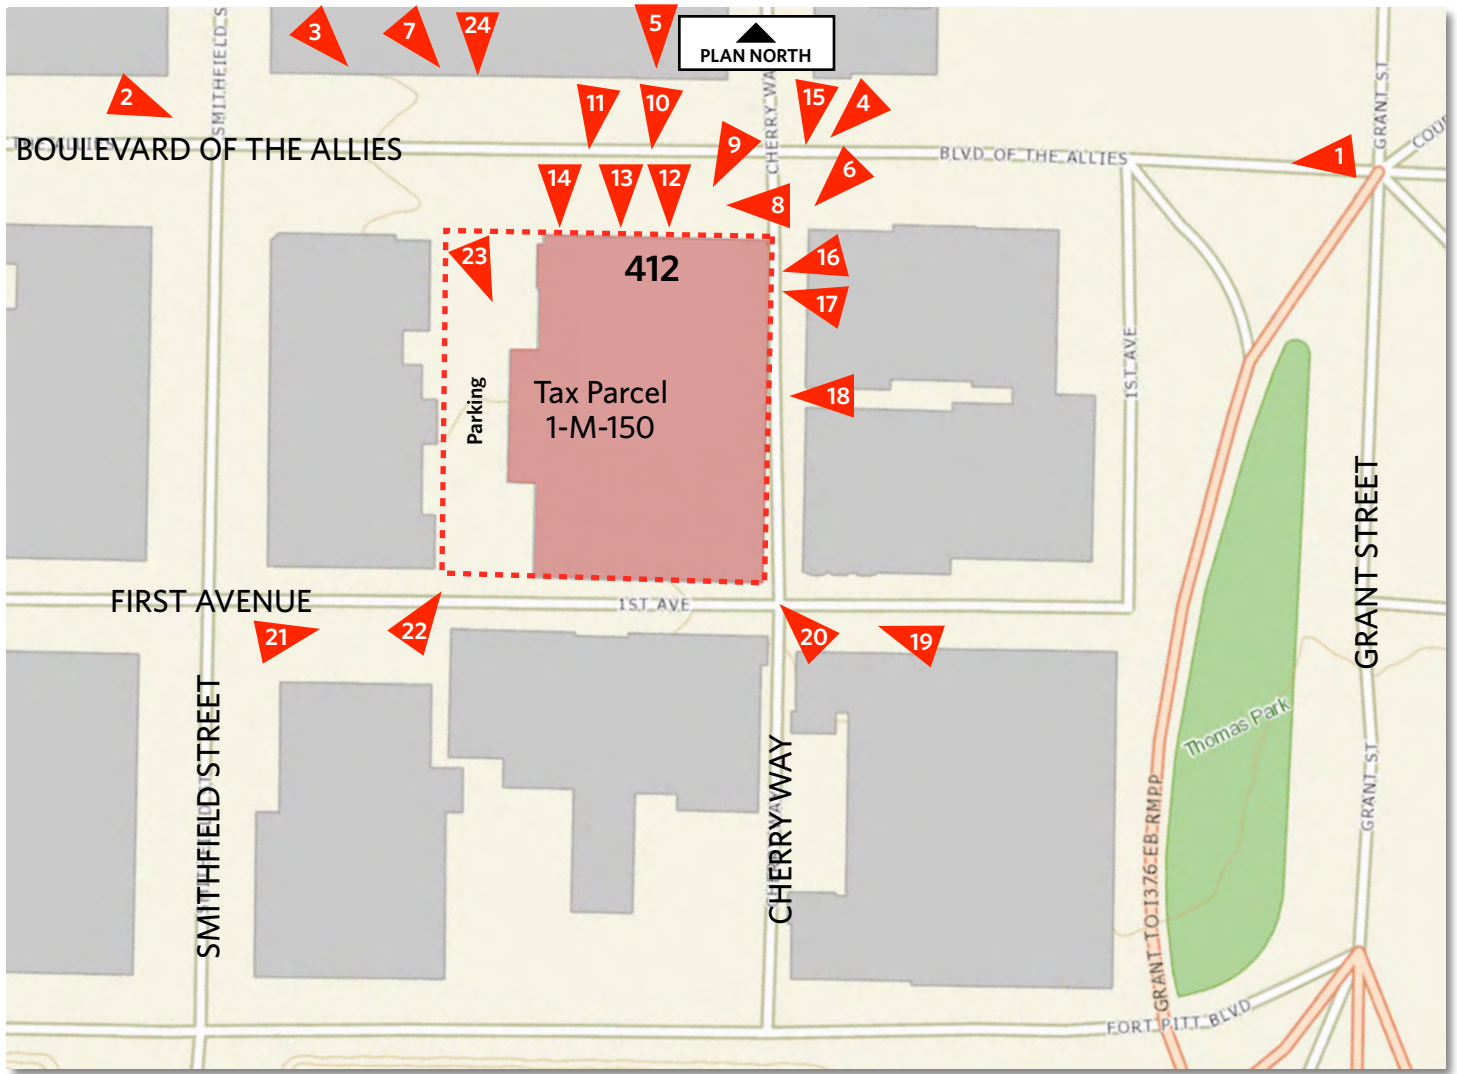 3
7
24
5
PLAN NORTH
2
11
10
15
4
SMITHFIELD S
CHERRY WA
GRANT ST
COU
THE ALLIES
BOULEVARD OF THE ALLIES
9
BLVD OF THE ALLIES
1
14
13
12
6
8
23
412
16
17
Parking
Tax Parcel
1-M-150
18
1ST AVE
GRANT STREET
FIRST AVENUE
1ST AVE
21
22
20
19
SMITHFIELD STREET
CHERRY WAY
Thomas Park
GRANT ST
GRANT TO I376 EB RMPP
FORT PITT BLVD